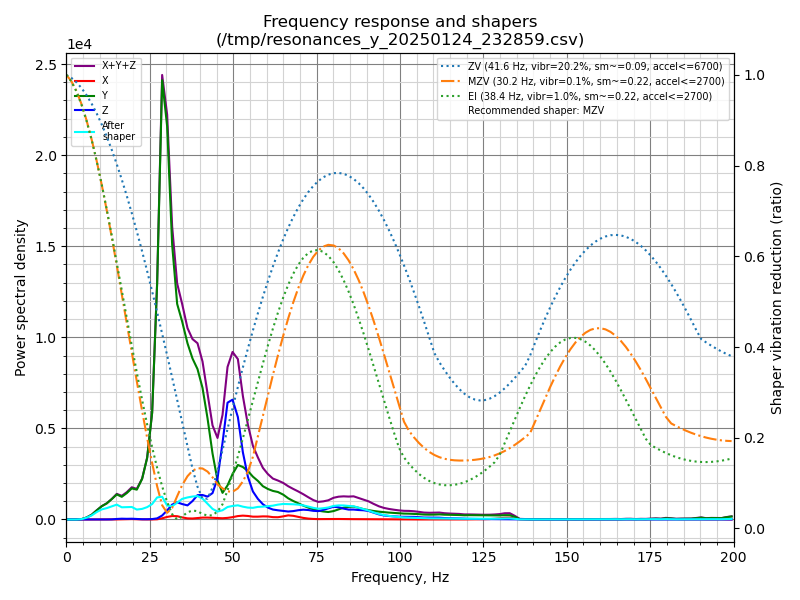 Frequency response and shapers
(/tmp/resonances_y_20250124_232859.csv)
1e4
X+Y+Z
X
Y
Z
After
shaper
ZV (41.6 Hz, vibr=20.2%, sm~=0.09, accel<=6700)
MZV (30.2 Hz, vibr=0.1%, sm~=0.22, accel<=2700)
EI (38.4 Hz, vibr=1.0%, sm~=0.22, accel<=2700)
Recommended shaper: MZV
Power spectral density
2.5
2.0
1.5
1.0
0.5
0.0
Shaper vibration reduction (ratio)
1.0
0.8
0.6
0.4
0.2
0.0
0 25 50 75 100 125 150 175 200
Frequency, Hz